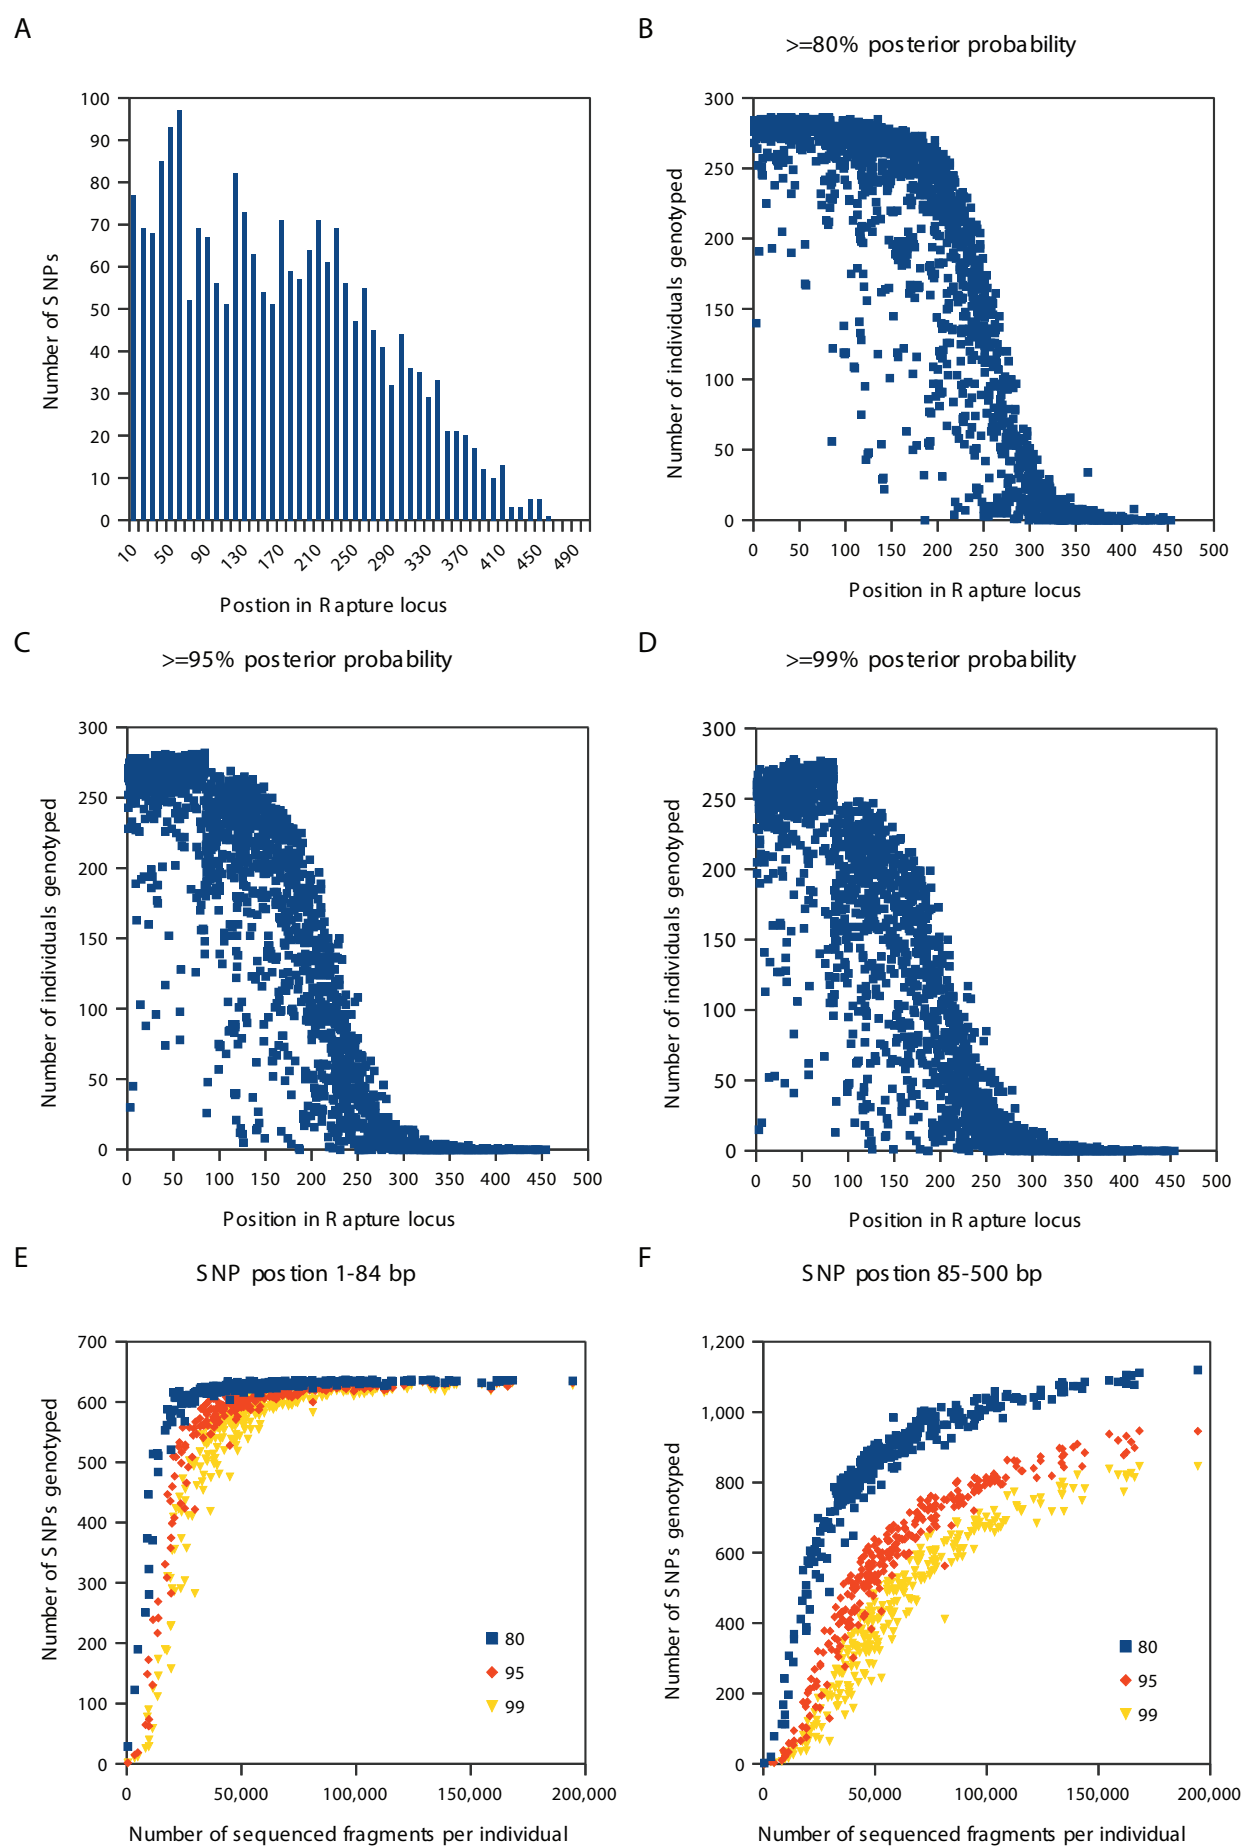 A
100
90
80
70
60
50
40
30
20
10
0
Number of SNPs
10 50 90 130 170 210 250 290 330 370 410 450 490
Postion in Rapture locus
B
>=80% posterior probability
300
250
200
150
100
50
0
Number of individuals genotyped
0 50 100 150 200 250 300 350 400 450 500
Position in Rapture locus
C
>=95% posterior probability
300
250
200
150
100
50
0
Number of individuals genotyped
0 50 100 150 200 250 300 350 400 450 500
Position in Rapture locus
D
>=99% posterior probability
300
250
200
150
100
50
0
Number of individuals genotyped
0 50 100 150 200 250 300 350 400 450 500
Position in Rapture locus
E
SNP postion 1-84 bp
700
600
500
400
300
200
100
0
Number of SNPs genotyped
80
95
99
0 50,000 100,000 150,000 200,000
Number of sequenced fragments per individual
F
SNP postion 85-500 bp
1,200
1,000
800
600
400
200
0
Number of SNPs genotyped
80
95
99
0 50,000 100,000 150,000 200,000
Number of sequenced fragments per individual